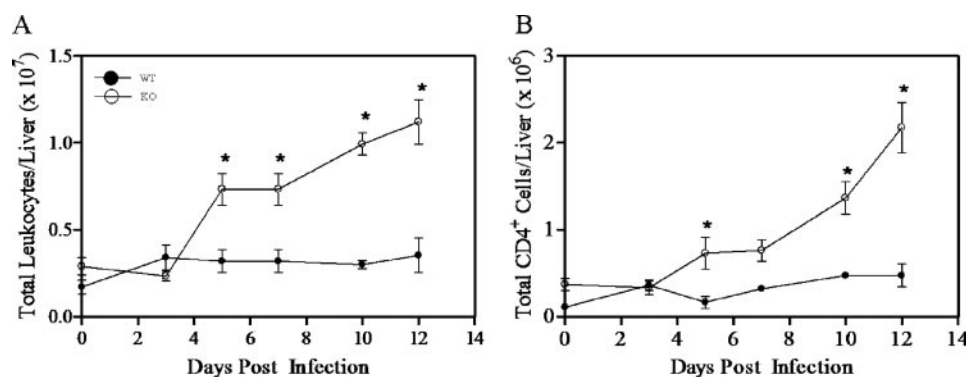 A
Total Leukocytes/Liver (x 10⁷)
1.5
1.0
0.5
0.0
WT
KO
*
*
*
*
0 2 4 6 8 10 12 14
Days Post Infection
B
Total CD4⁺ Cells/Liver (x 10⁶)
3
2
1
0
*
*
*
0 2 4 6 8 10 12 14
Days Post Infection